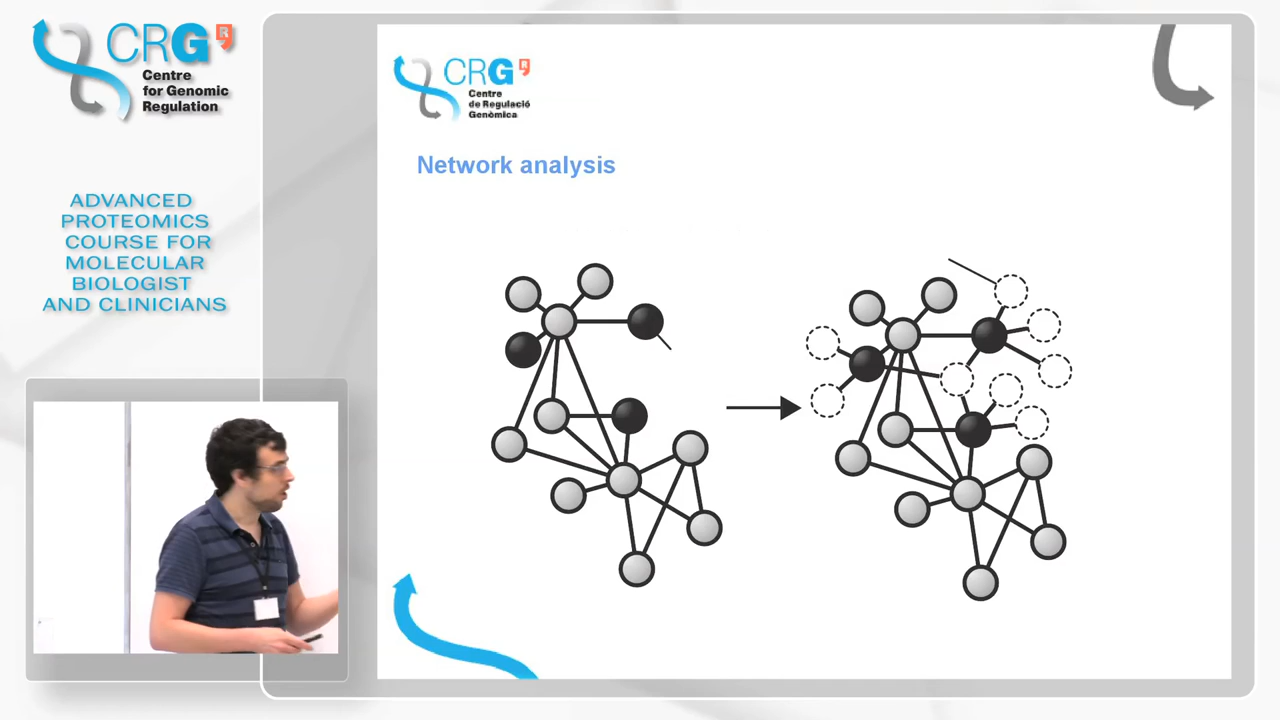 CRG R
Centre
for Genomic
Regulation
ADVANCED
PROTEOMICS
COURSE FOR
MOLECULAR
BIOLOGIST
AND CLINICIANS
CRG R
Centre
de Regulació
Genòmica
Network analysis